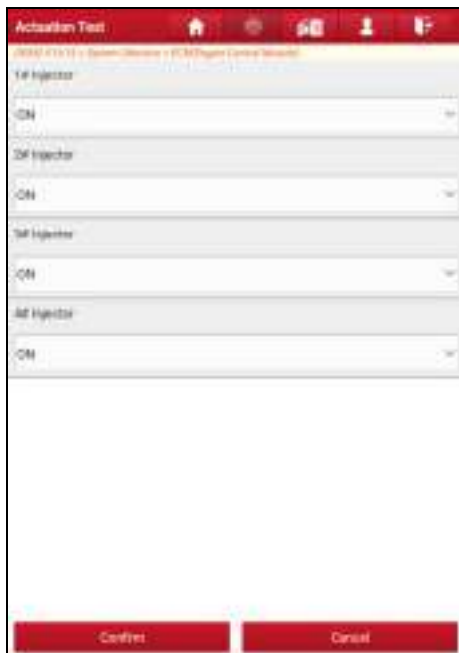 Actuation Test
1# Injector
ON
2# Injector
ON
3# Injector
ON
4# Injector
ON
Confirm
Cancel